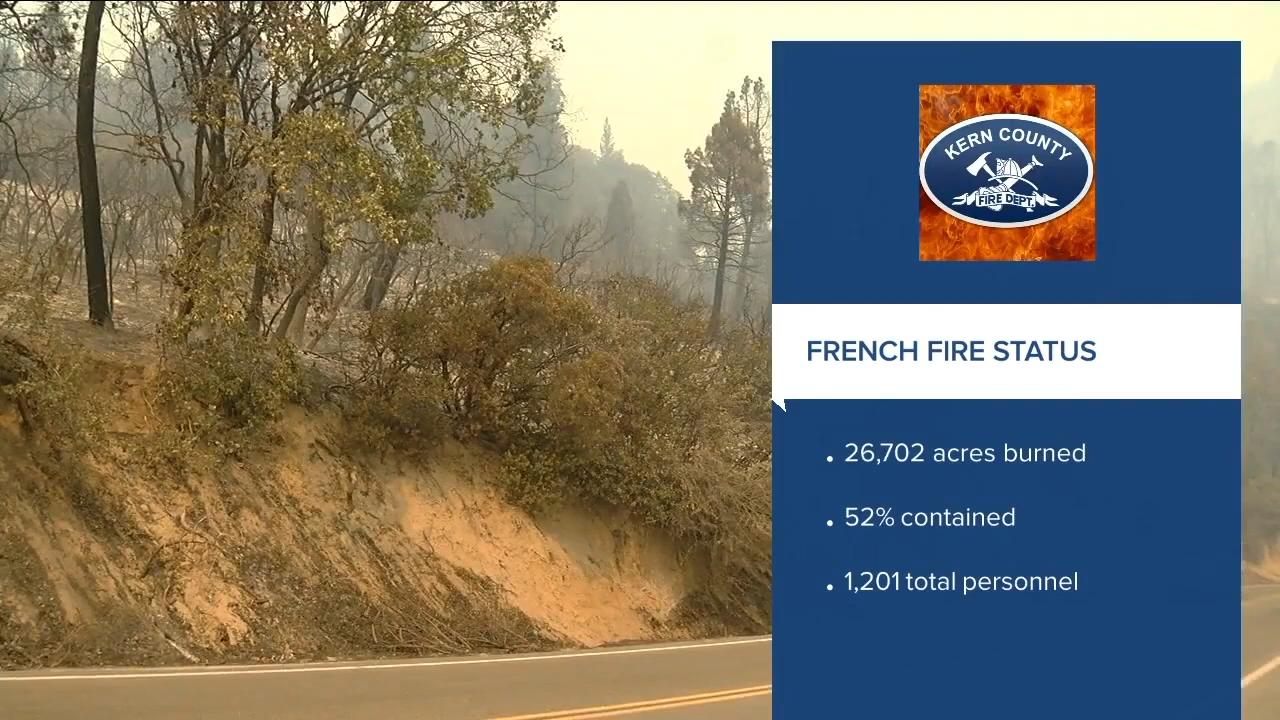 KERN COUNTY
FIRE DEPT.
FRENCH FIRE STATUS
. 26,702 acres burned
. 52% contained
. 1,201 total personnel